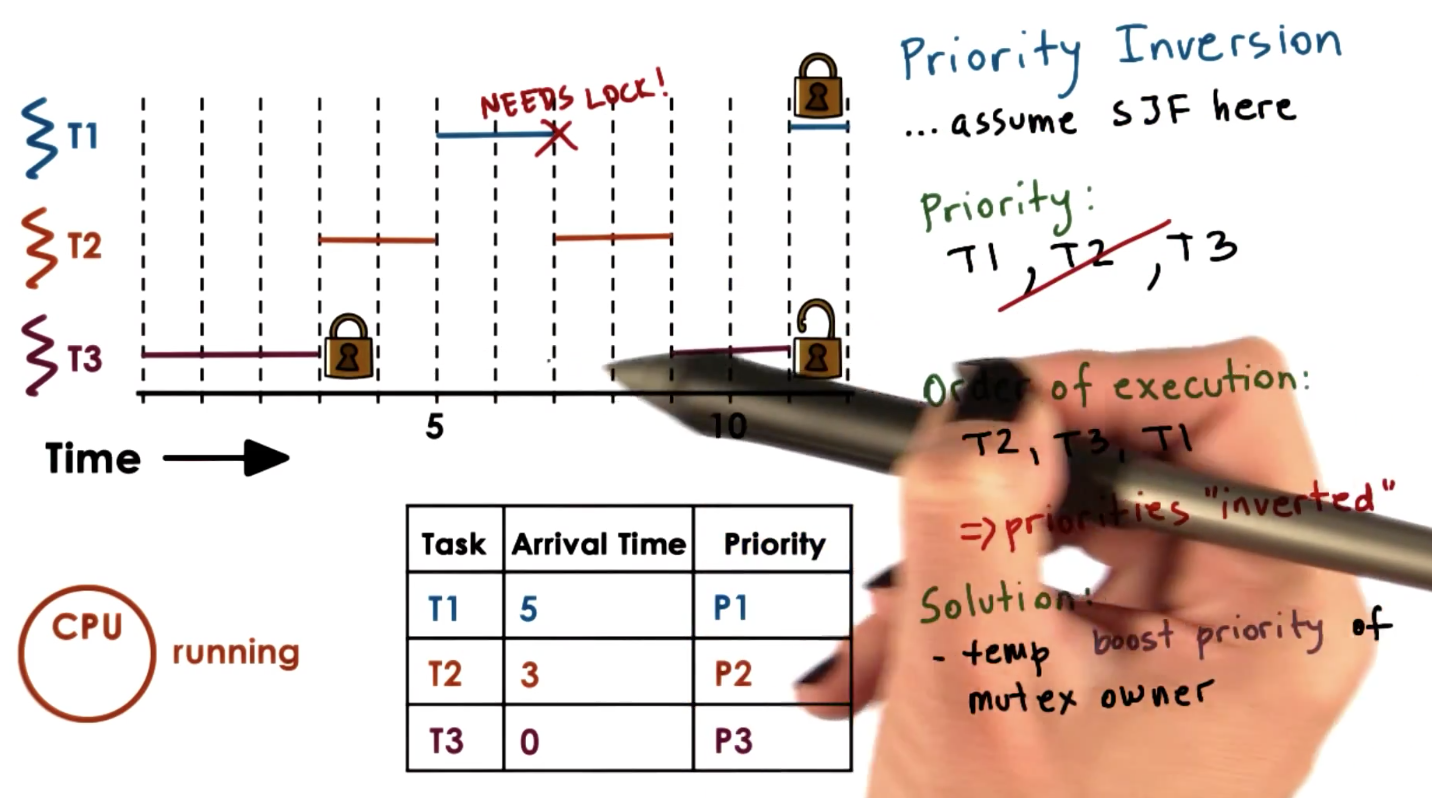 Priority Inversion
... assume SJF here
NEEDS LOCK!
T1
T2
T3
Priority:
T1, T2, T3
5
10
Time
Order of execution:
T2, T3, T1
=> priorities "inverted"
Solution:
- temp boost priority of
mutex owner
Task Arrival Time Priority
T1 5 P1
T2 3 P2
T3 0 P3
CPU
running